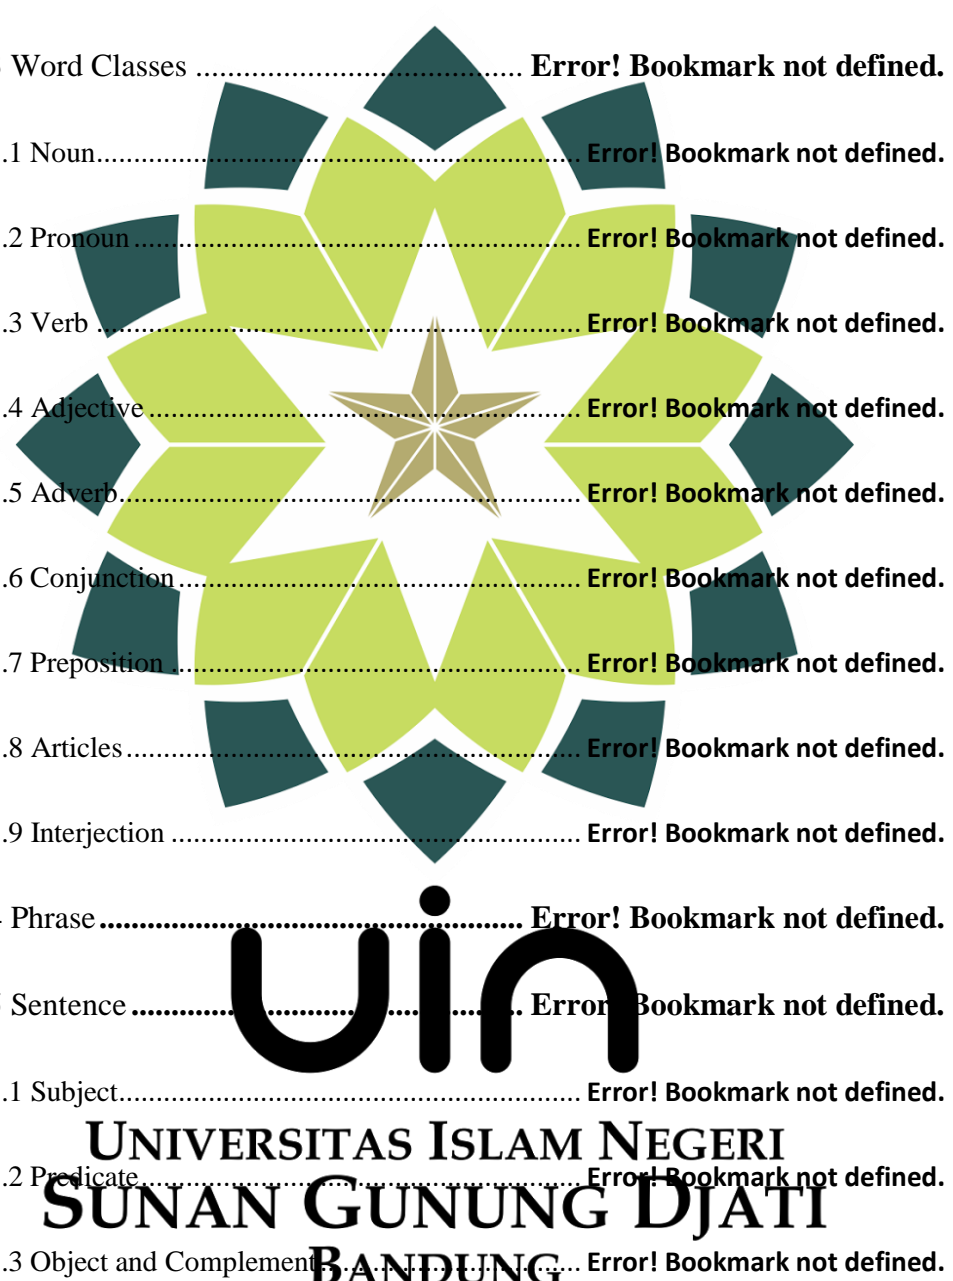 Word Classes .......................................... Error! Bookmark not defined.
.1 Noun................................................................ Error! Bookmark not defined.
.2 Pronoun ........................................................... Error! Bookmark not defined.
.3 Verb ................................................................ Error! Bookmark not defined.
.4 Adjective .......................................................... Error! Bookmark not defined.
.5 Adverb.............................................................. Error! Bookmark not defined.
.6 Conjunction...................................................... Error! Bookmark not defined.
.7 Preposition ....................................................... Error! Bookmark not defined.
.8 Articles ............................................................. Error! Bookmark not defined.
.9 Interjection ....................................................... Error! Bookmark not defined.
Phrase ...................................................... Error! Bookmark not defined.
uin
Sentence .................................................. Error! Bookmark not defined.
.1 Subject.............................................................. Error! Bookmark not defined.
UNIVERSITAS ISLAM NEGERI
.2 Predicate........................................................... Error! Bookmark not defined.
SUNAN GUNUNG DJATI
.3 Object and Complement................................... Error! Bookmark not defined.
BANDUNG